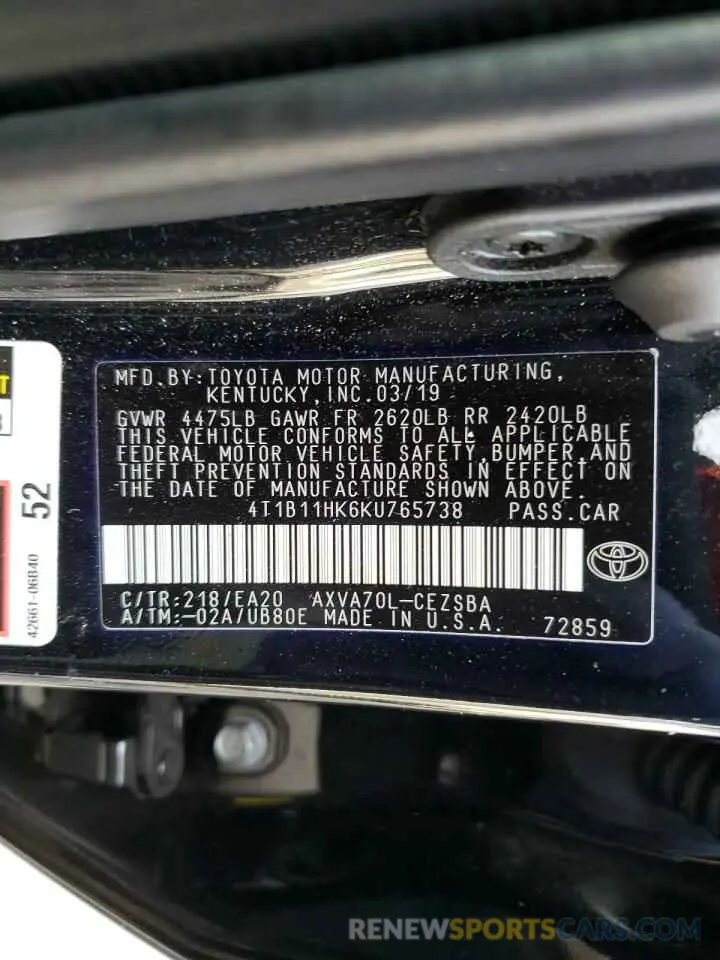 MFD.BY:TOYOTA MOTOR MANUFACTURING,
KENTUCKY,INC.03/19
GVWR 4475LB GAWR FR 2620LB RR 2420LB
THIS VEHICLE CONFORMS TO ALL APPLICABLE
FEDERAL MOTOR VEHICLE SAFETY,BUMPER,AND
THEFT PREVENTION STANDARDS IN EFFECT ON
THE DATE OF MANUFACTURE SHOWN ABOVE.
4T1B11HK6KU765738 PASS.CAR
C/TR:218/EA20 AXVA70L-CEZSBA
A/TM:-02A/UB80E MADE IN U.S.A. 72859
52
42661-06B40
RENEWSPORTSCARS.COM